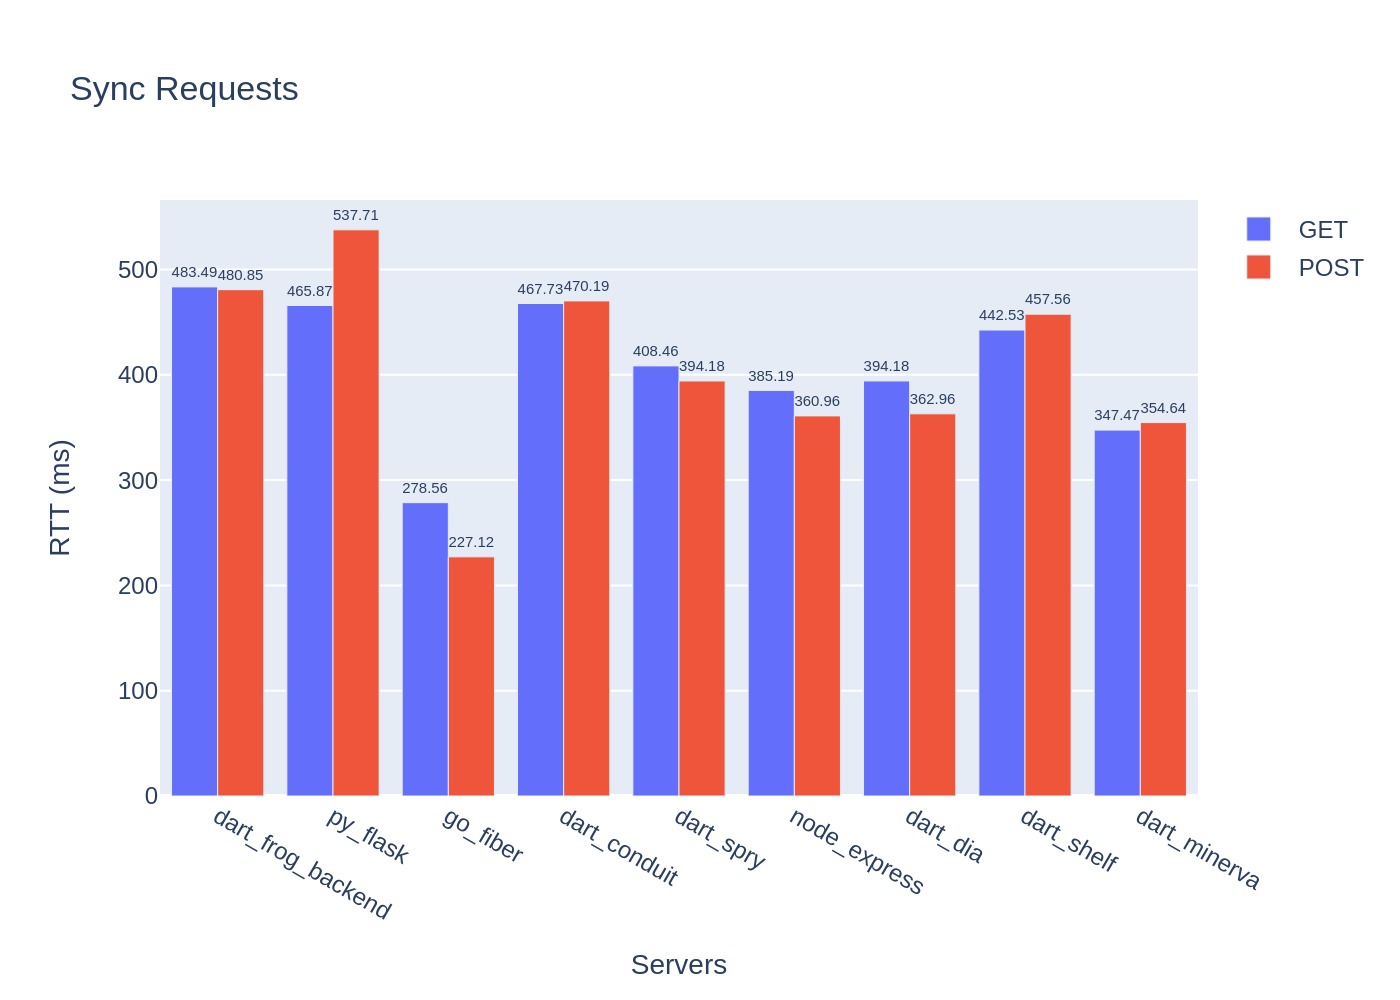 Sync Requests
GET
POST
RTT (ms)
500
400
300
200
100
0
483.49
480.85
465.87
537.71
278.56
227.12
467.73
470.19
408.46
394.18
385.19
360.96
394.18
362.96
442.53
457.56
347.47
354.64
dart_frog_backend
py_flask
go_fiber
dart_conduit
dart_spry
node_express
dart_dia
dart_shelf
dart_minerva
Servers